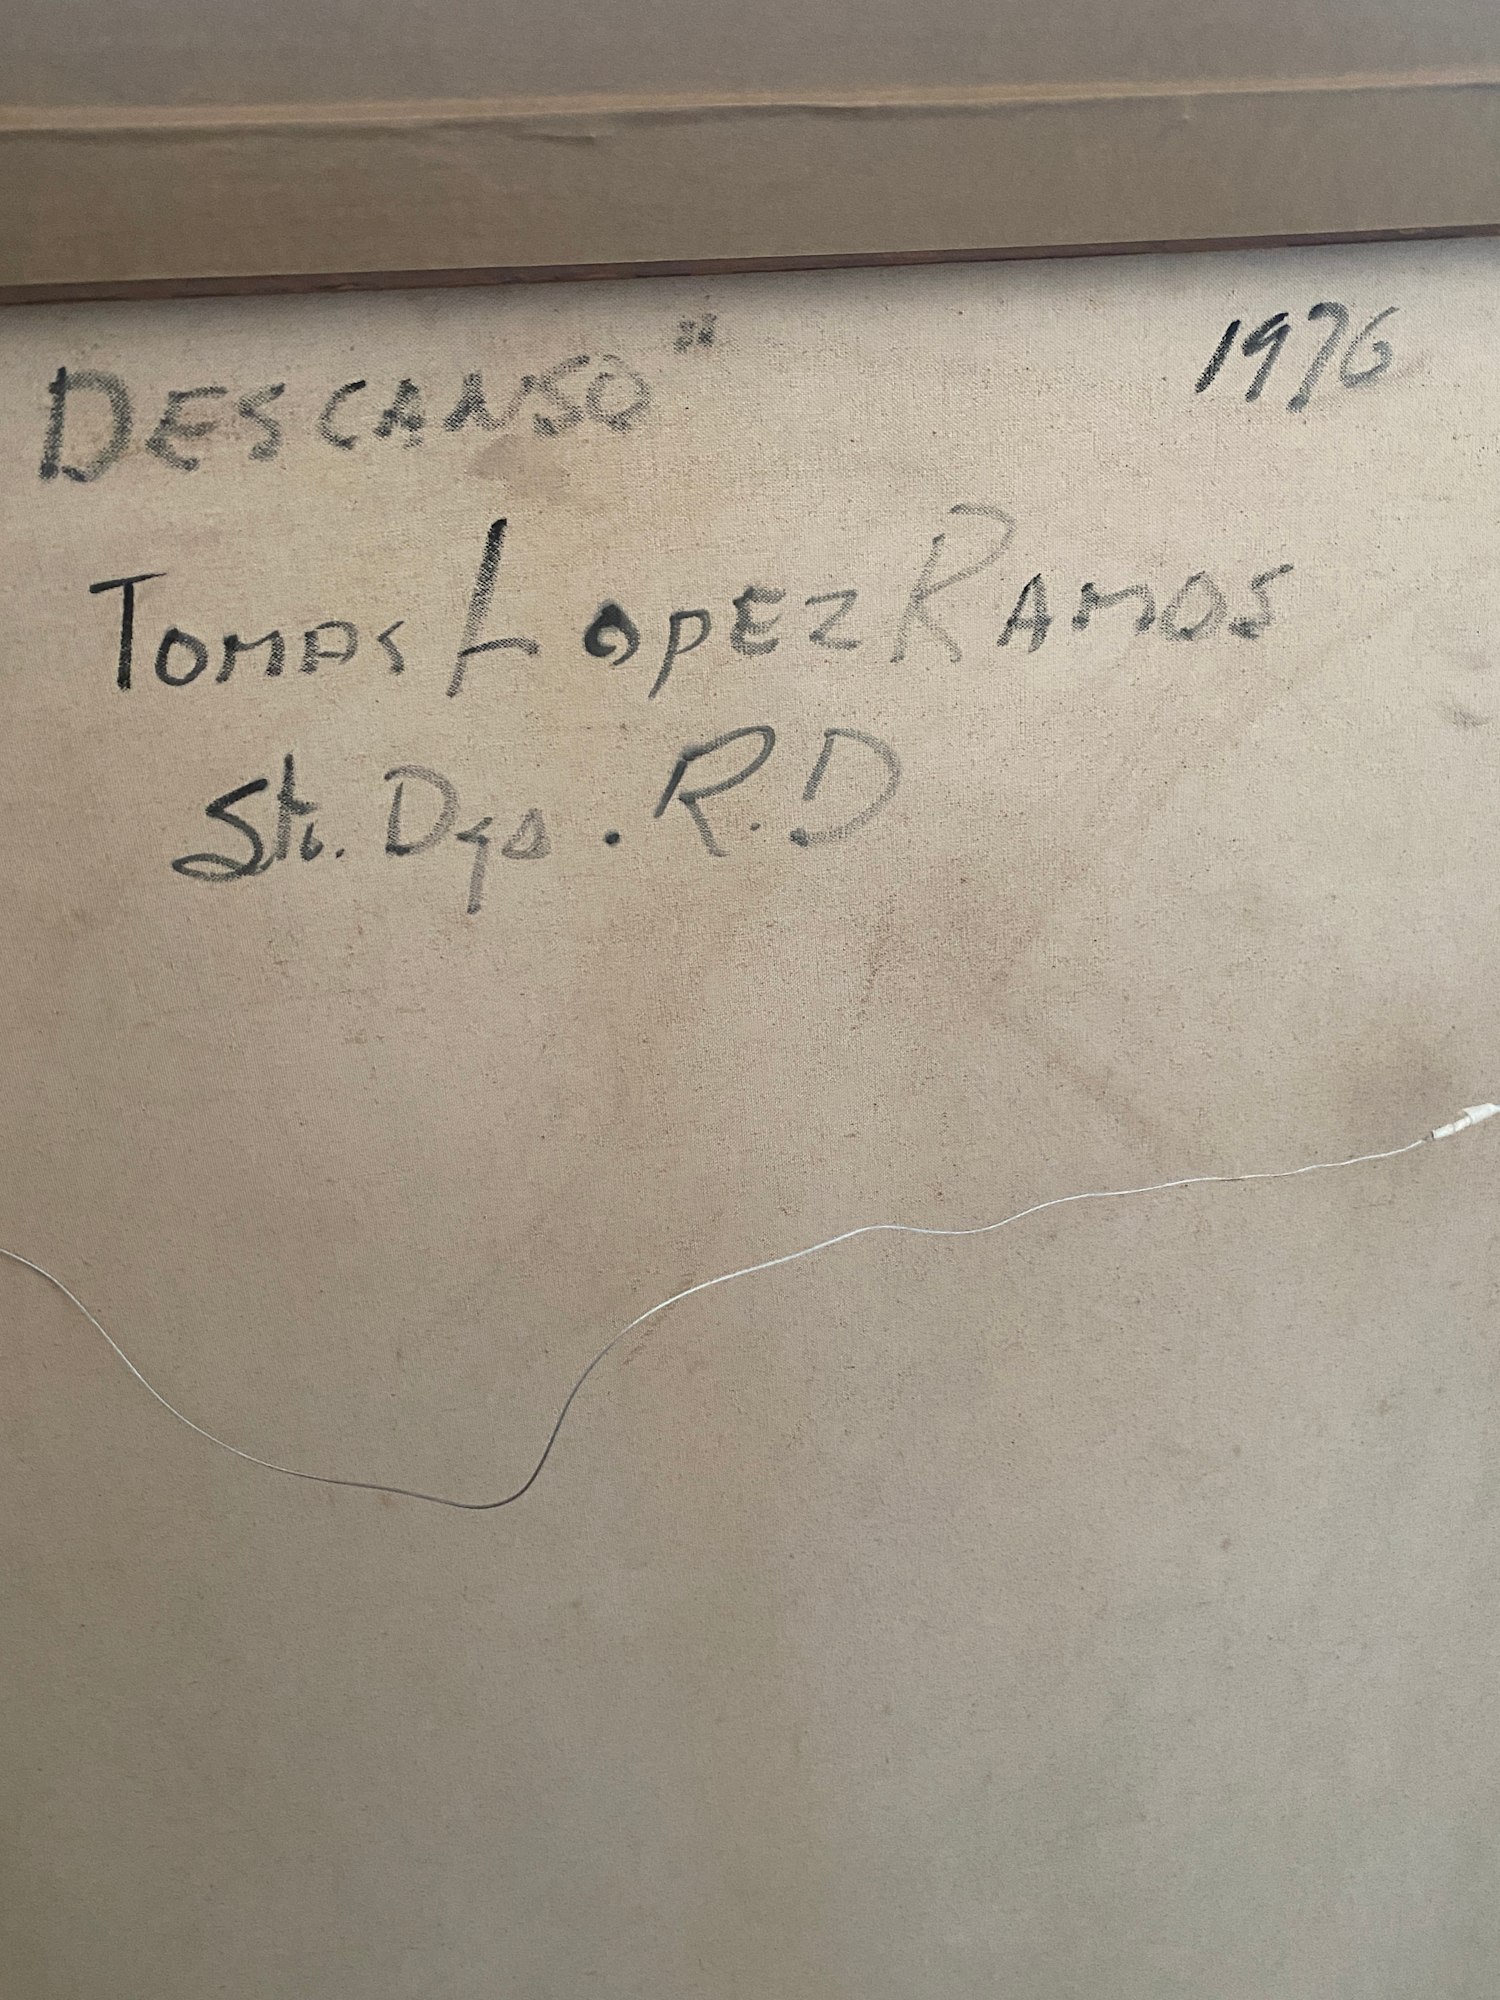 DESCANSO" 1976
TOMAS LOPEZ RAMOS
Sto. Dgo. R.D